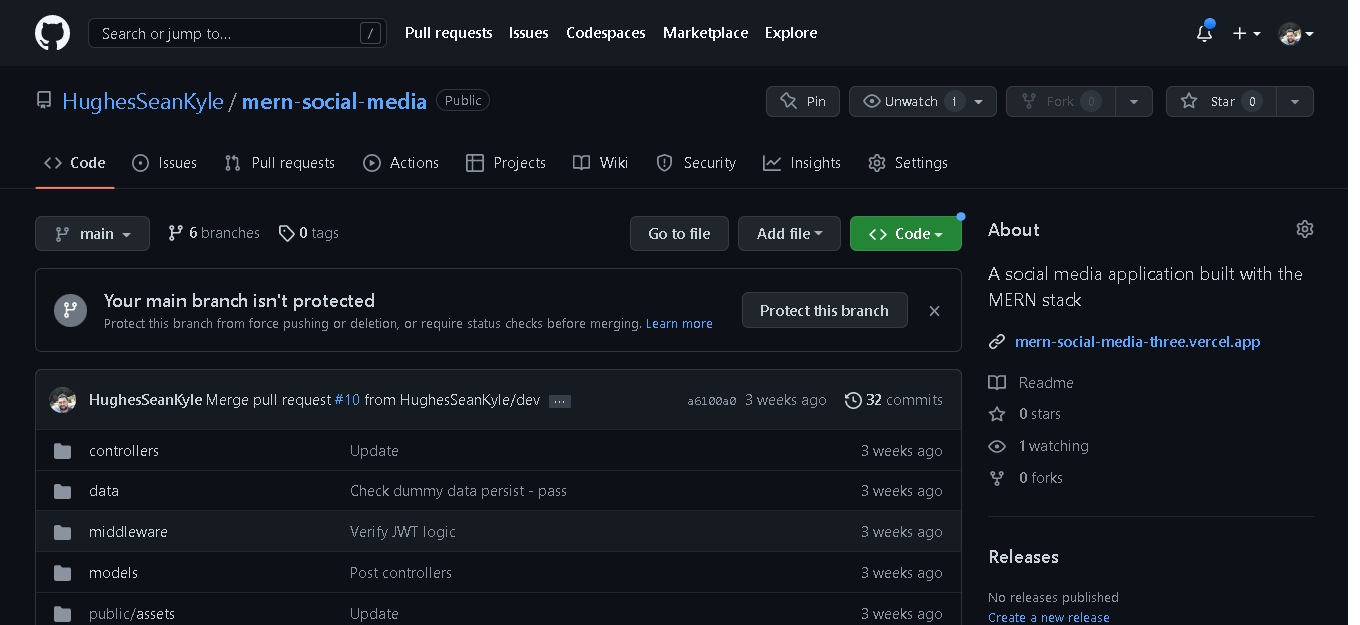 Search or jump to... /
Pull requests Issues Codespaces Marketplace Explore
HughesSeanKyle / mern-social-media Public
Pin Unwatch 1 Fork 0 Star 0
Code Issues Pull requests Actions Projects Wiki Security Insights Settings
main 6 branches 0 tags Go to file Add file Code
Your main branch isn't protected
Protect this branch from force pushing or deletion, or require status checks before merging. Learn more
Protect this branch
HughesSeanKyle Merge pull request #10 from HughesSeanKyle/dev ... a6100a0 3 weeks ago 32 commits
controllers Update 3 weeks ago
data Check dummy data persist - pass 3 weeks ago
middleware Verify JWT logic 3 weeks ago
models Post controllers 3 weeks ago
public/assets Update 3 weeks ago
About
A social media application built with the
MERN stack
mern-social-media-three.vercel.app
Readme
0 stars
1 watching
0 forks
Releases
No releases published
Create a new release